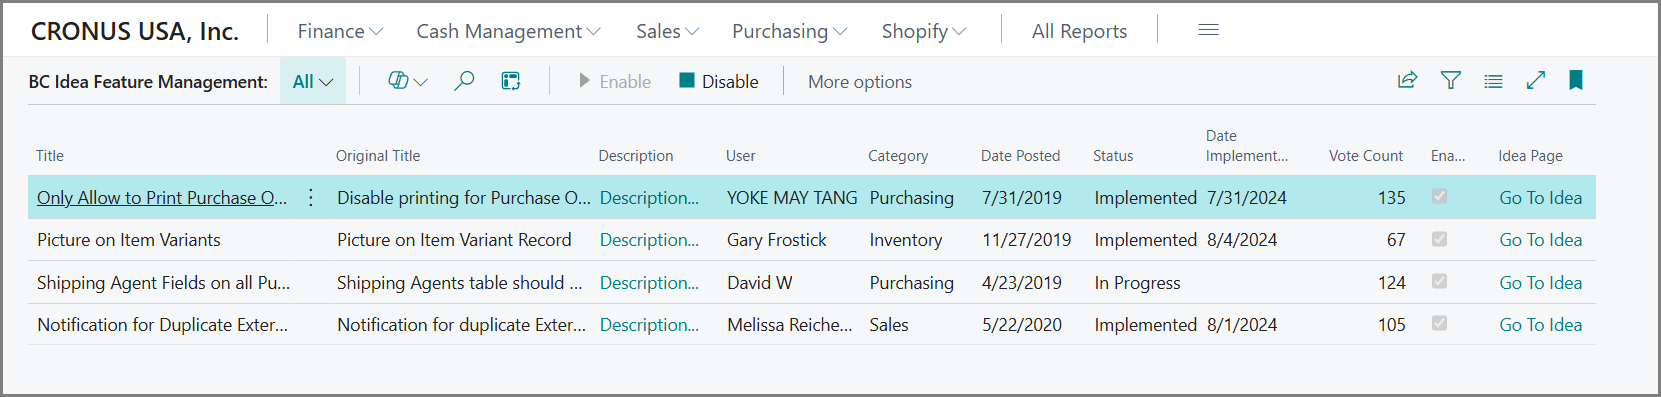 CRONUS USA, Inc. Finance Cash Management Sales Purchasing Shopify All Reports
BC Idea Feature Management: All Enable Disable More options
Title Original Title Description User Category Date Posted Status Date Implement... Vote Count Ena... Idea Page
Only Allow to Print Purchase O... Disable printing for Purchase O... Description... YOKE MAY TANG Purchasing 7/31/2019 Implemented 7/31/2024 135 Go To Idea
Picture on Item Variants Picture on Item Variant Record Description... Gary Frostick Inventory 11/27/2019 Implemented 8/4/2024 67 Go To Idea
Shipping Agent Fields on all Pu... Shipping Agents table should ... Description... David W Purchasing 4/23/2019 In Progress 124 Go To Idea
Notification for Duplicate Exter... Notification for duplicate Exter... Description... Melissa Reiche... Sales 5/22/2020 Implemented 8/1/2024 105 Go To Idea